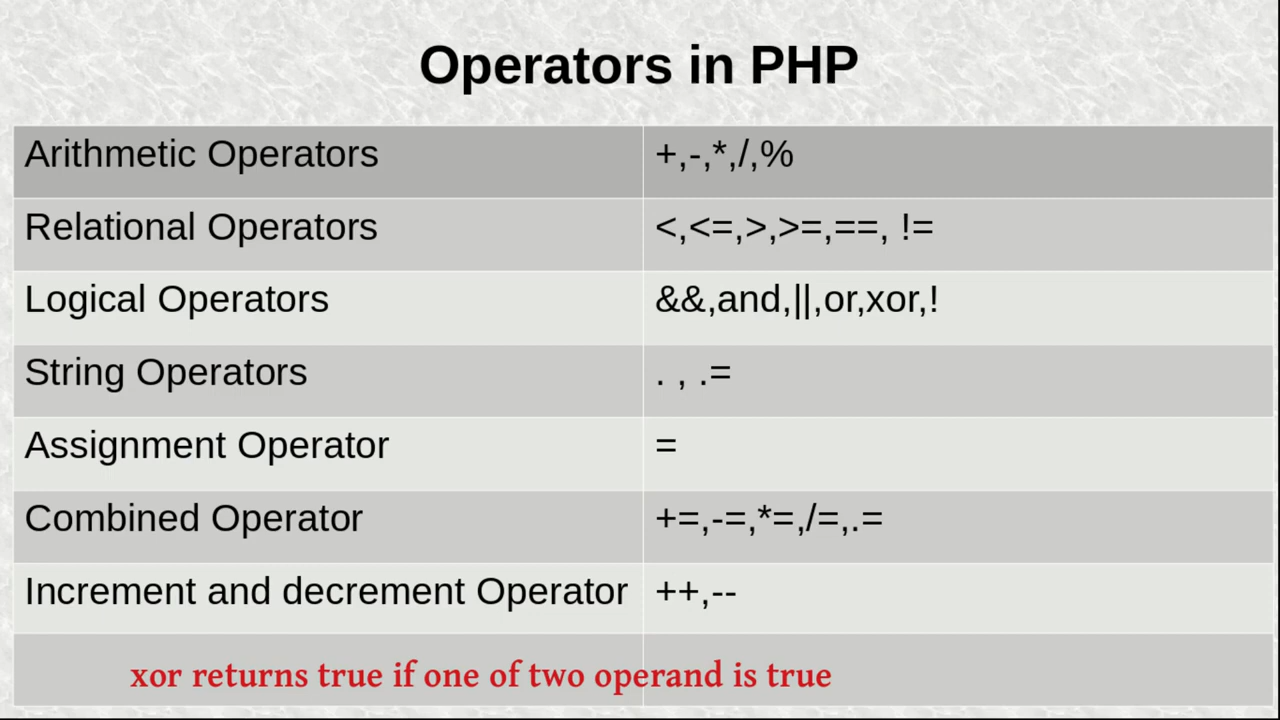 Operators in PHP
Arithmetic Operators +,-,*,/,%
Relational Operators <,<=,>,>=,==, !=
Logical Operators &&,and,||,or,xor,!
String Operators . , .=
Assignment Operator =
Combined Operator +=,-=,*=,/=,.=
Increment and decrement Operator ++,--
xor returns true if one of two operand is true